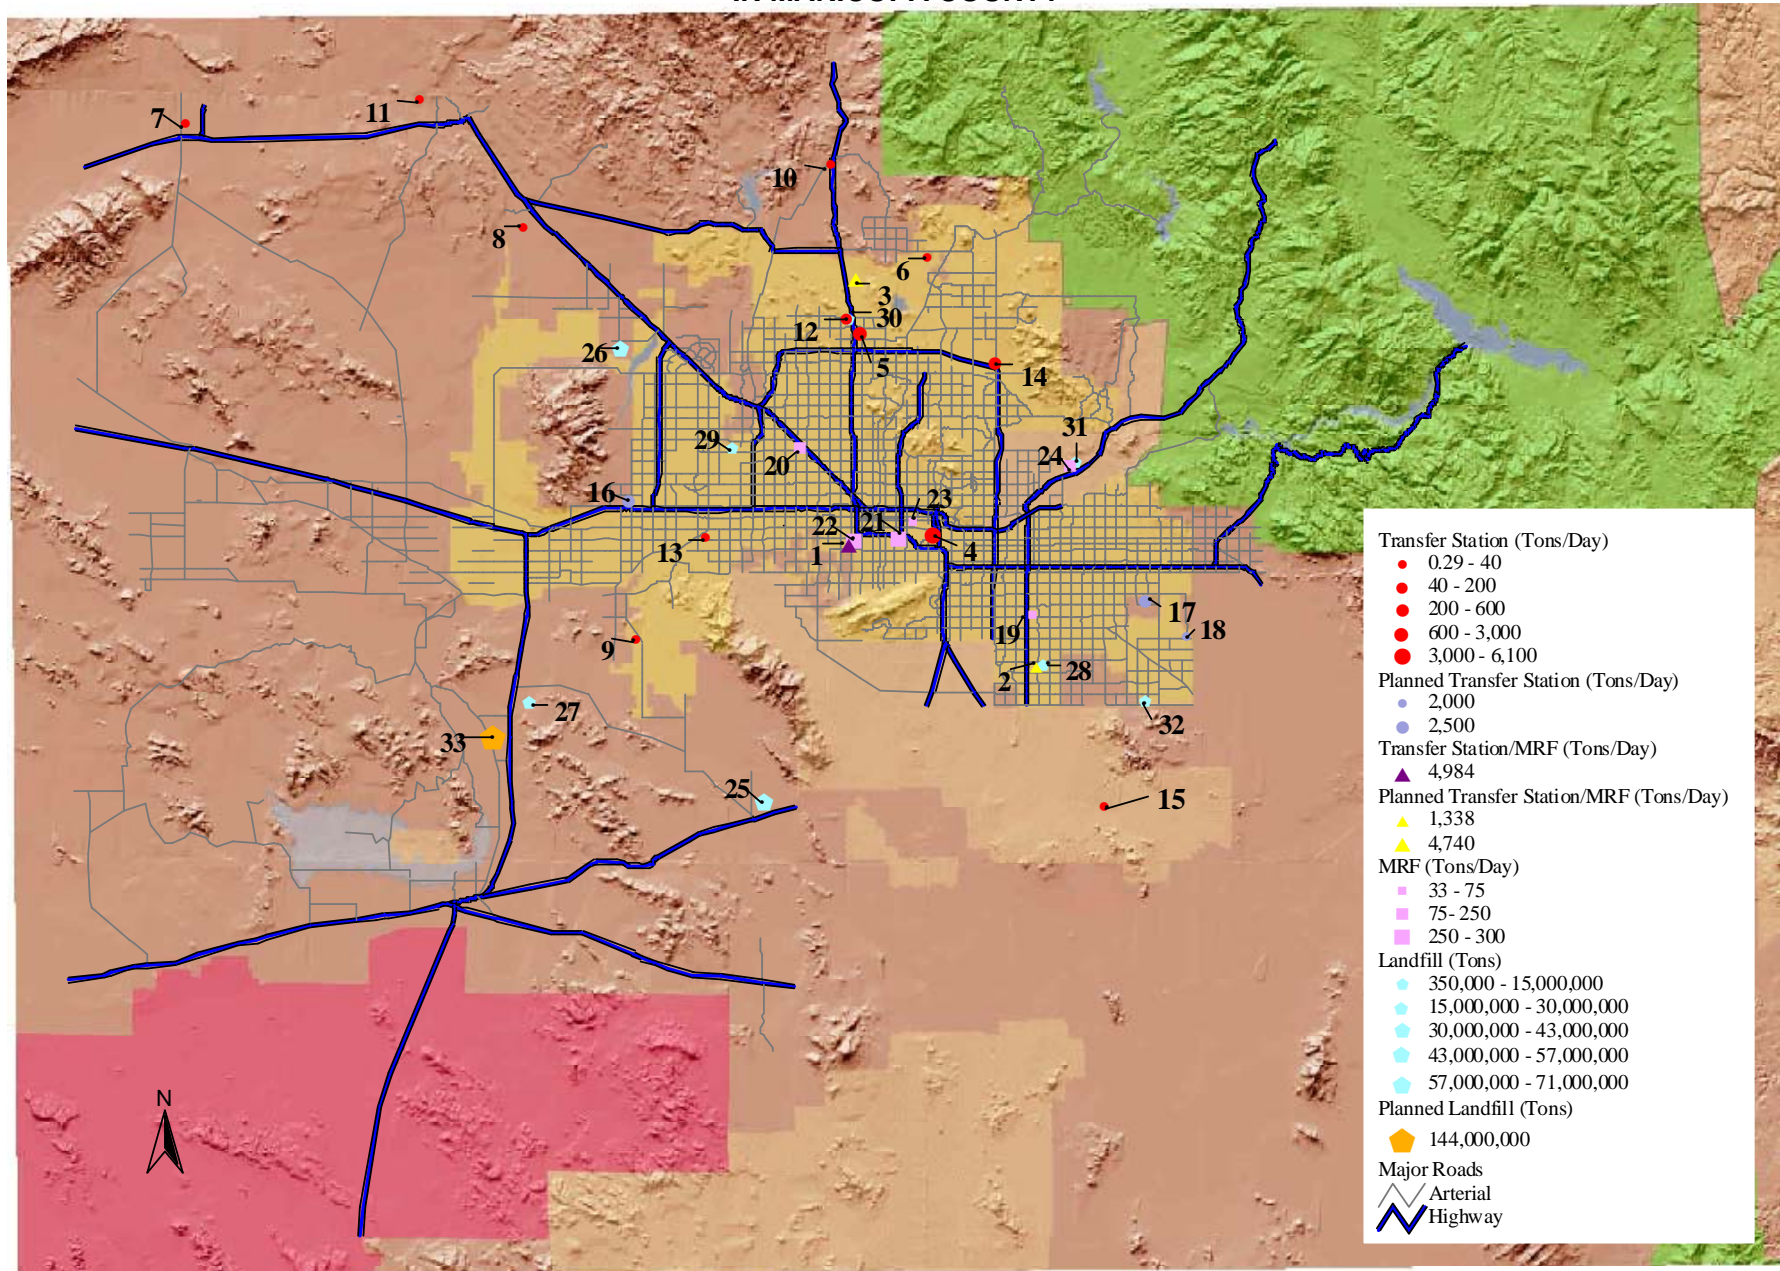 11
7
10
8
6
3
30
12
5
26
14
29
31
20
24
16
23
22
21
1
13
4
17
18
19
9
2
28
27
32
33
25
15
N
Transfer Station (Tons/Day)
0.29 - 40
40 - 200
200 - 600
600 - 3,000
3,000 - 6,100
Planned Transfer Station (Tons/Day)
2,000
2,500
Transfer Station/MRF (Tons/Day)
4,984
Planned Transfer Station/MRF (Tons/Day)
1,338
4,740
MRF (Tons/Day)
33 - 75
75- 250
250 - 300
Landfill (Tons)
350,000 - 15,000,000
15,000,000 - 30,000,000
30,000,000 - 43,000,000
43,000,000 - 57,000,000
57,000,000 - 71,000,000
Planned Landfill (Tons)
144,000,000
Major Roads
Arterial
Highway